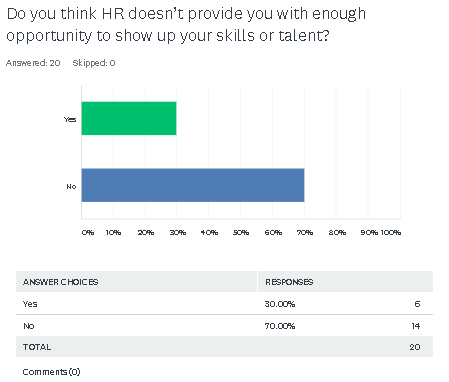 Do you think HR doesn't provide you with enough
opportunity to show up your skills or talent?
Answered: 20 Skipped: 0
Yes
No
0% 10% 20% 30% 40% 50% 60% 70% 80% 90% 100%
ANSWER CHOICES RESPONSES
Yes 30.00% 6
No 70.00% 14
TOTAL 20
Comments (0)